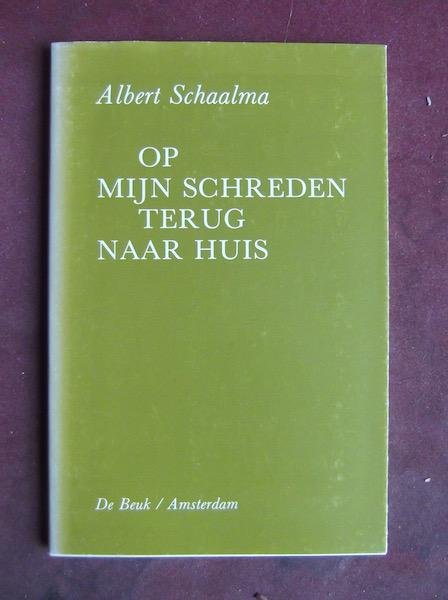 Albert Schaalma
OP
MIJN SCHREDEN
TERUG
NAAR HUIS
De Beuk / Amsterdam